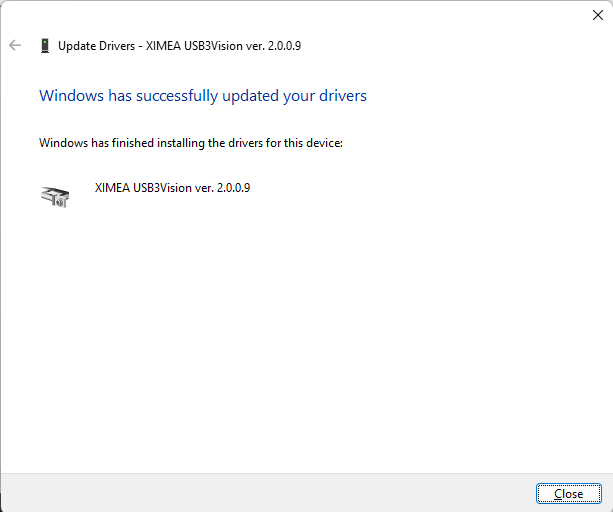 Update Drivers - XIMEA USB3Vision ver. 2.0.0.9
Windows has successfully updated your drivers
Windows has finished installing the drivers for this device:
XIMEA USB3Vision ver. 2.0.0.9
Close